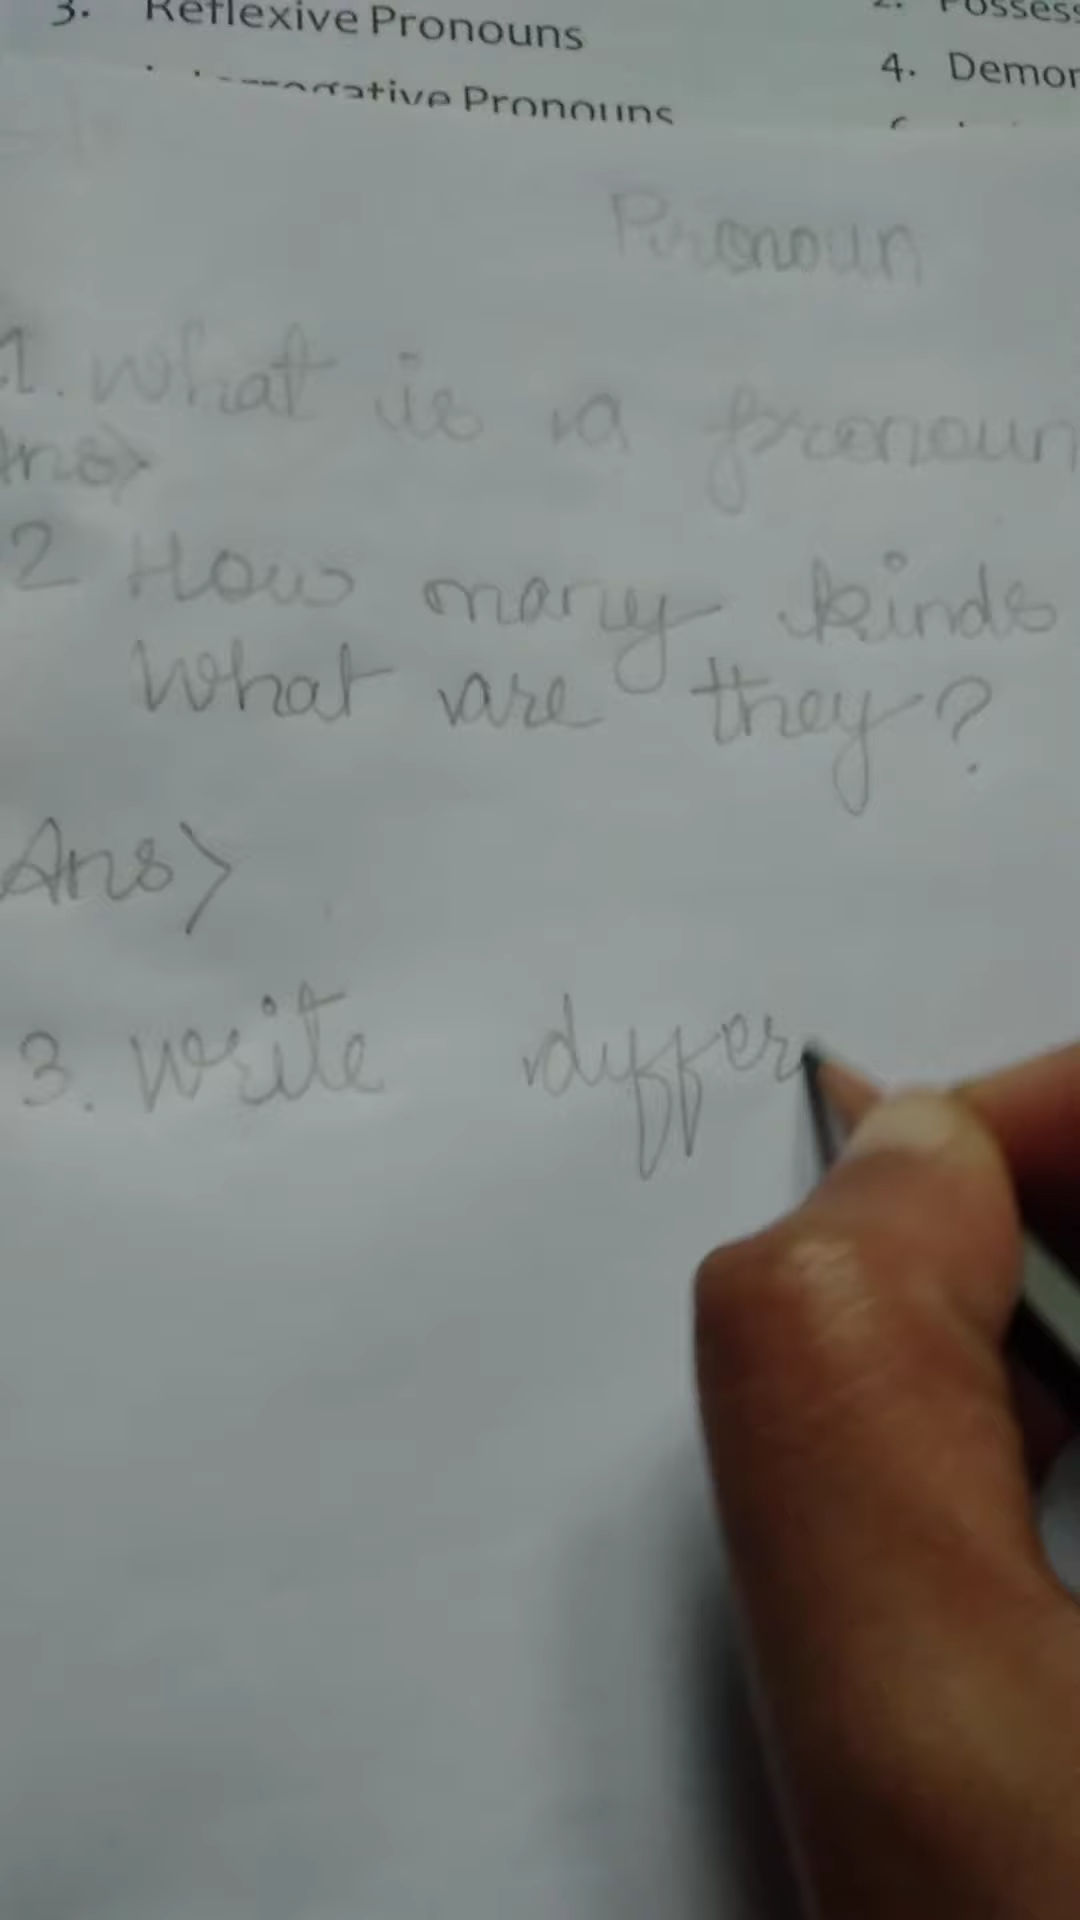 3. Reflexive Pronouns
4.
Pronouns
Pronoun
1. What is a pronoun
Ans>
2 How many kinds
What are they?
Ans>
3. Write differ